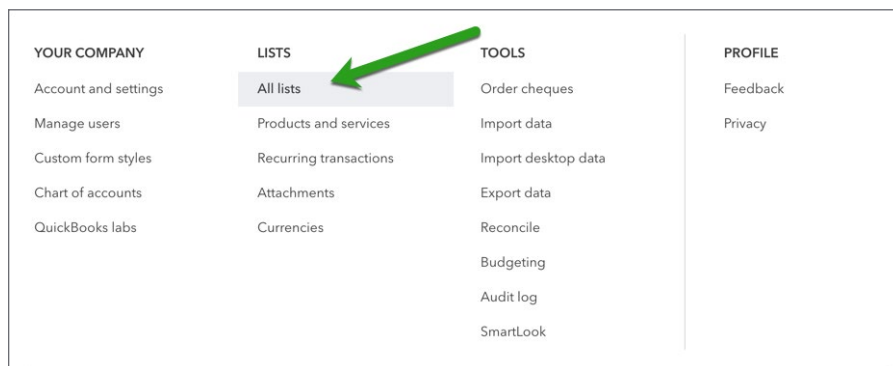 YOUR COMPANY
Account and settings
Manage users
Custom form styles
Chart of accounts
QuickBooks labs
LISTS
All lists
Products and services
Recurring transactions
Attachments
Currencies
TOOLS
Order cheques
Import data
Import desktop data
Export data
Reconcile
Budgeting
Audit log
SmartLook
PROFILE
Feedback
Privacy